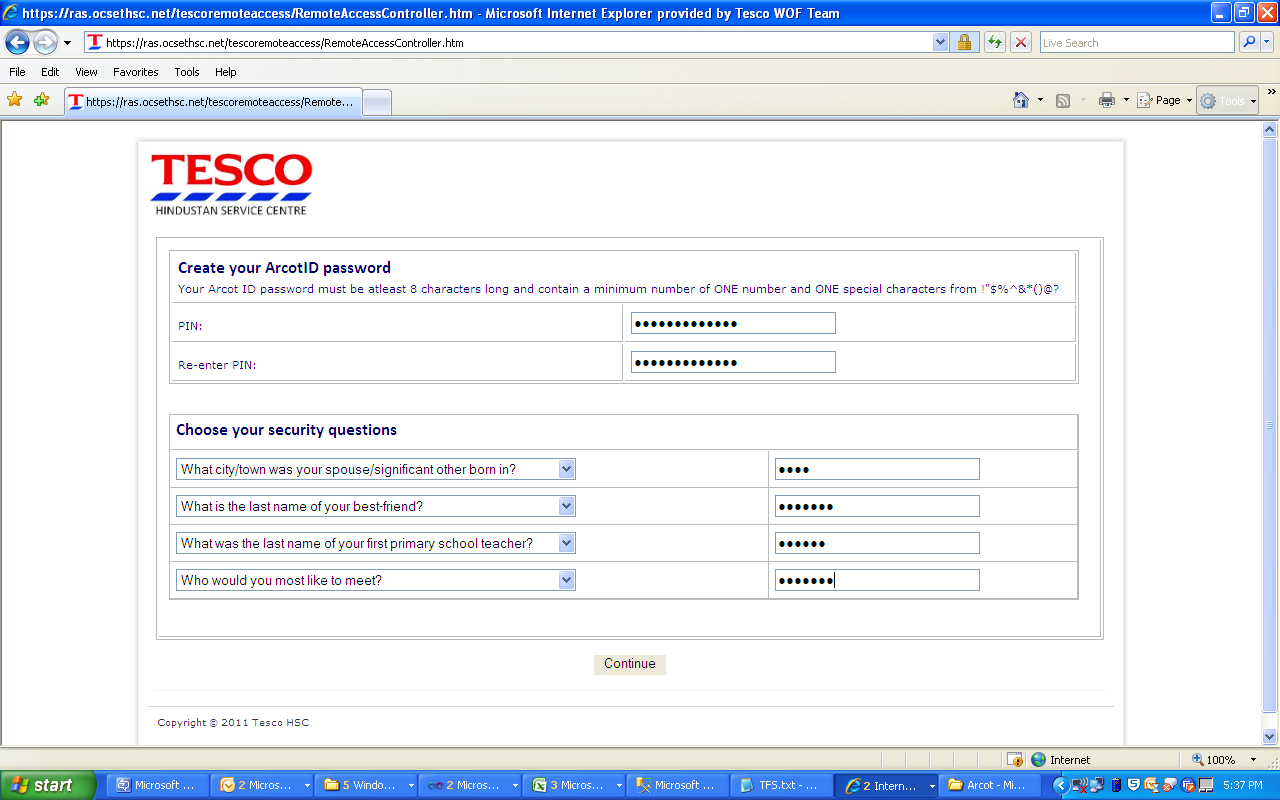 https://ras.ocsethsc.net/tescoremoteaccess/RemoteAccessController.htm - Microsoft Internet Explorer provided by Tesco WOF Team
https://ras.ocsethsc.net/tescoremoteaccess/RemoteAccessController.htm
Live Search
File Edit View Favorites Tools Help
https://ras.ocsethsc.net/tescoremoteaccess/Remote...
Page Tools
TESCO
HINDUSTAN SERVICE CENTRE
Create your ArcotID password
Your Arcot ID password must be atleast 8 characters long and contain a minimum number of ONE number and ONE special characters from !"$%^&*()@?
PIN: •••••••••••••
Re-enter PIN: •••••••••••••
Choose your security questions
What city/town was your spouse/significant other born in? ••••
What is the last name of your best-friend? •••••••
What was the last name of your first primary school teacher? ••••••
Who would you most like to meet? •••••••
Continue
Copyright © 2011 Tesco HSC
Internet 100%
start Microsoft ... 2 Micros... 5 Windo... 2 Micros... 3 Micros... Microsoft ... TFS.txt - ... 2 Intern... Arcot - Mi... 5:37 PM